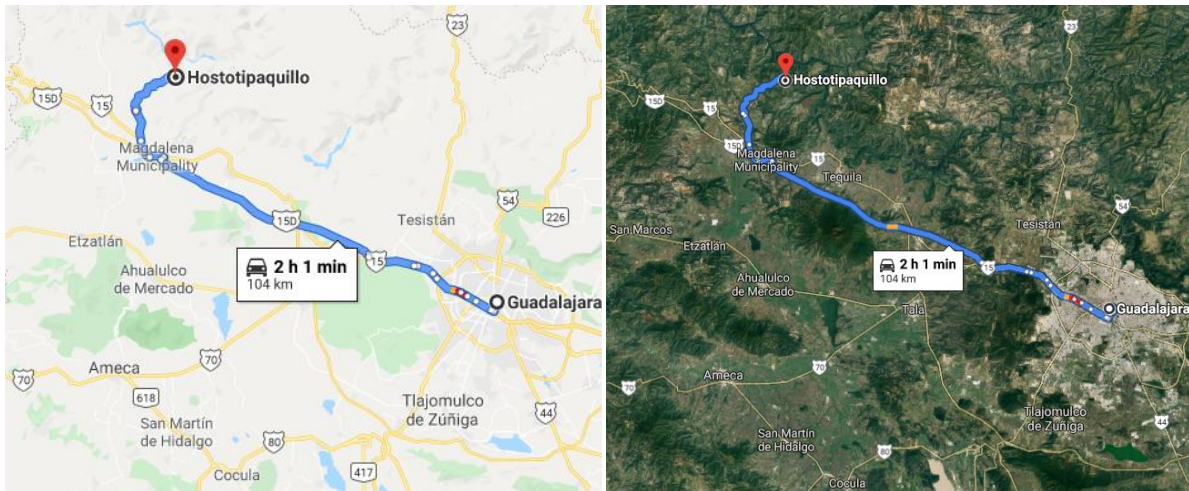 23
Hostotipaquillo
15D
15
Magdalena
Municipality
54
226
Tesistán
15D
Etzatlán
2 h 1 min
104 km
15
Ahualulco
de Mercado
Guadalajara
70
Ameca
70
618
Tlajomulco
de Zúñiga
44
San Martín
de Hidalgo
80
417
Cocula
23
Hostotipaquillo
15D
15
15D
Magdalena
Municipality
15
Tequila
54
Tesistán
San Marcos
Etzatlán
2 h 1 min
104 km
15
Ahualulco
de Mercado
Tala
Guadalajara
70
70
Ameca
Tlajomulco
de Zúñiga
44
San Martín
de Hidalgo
80
Cocula